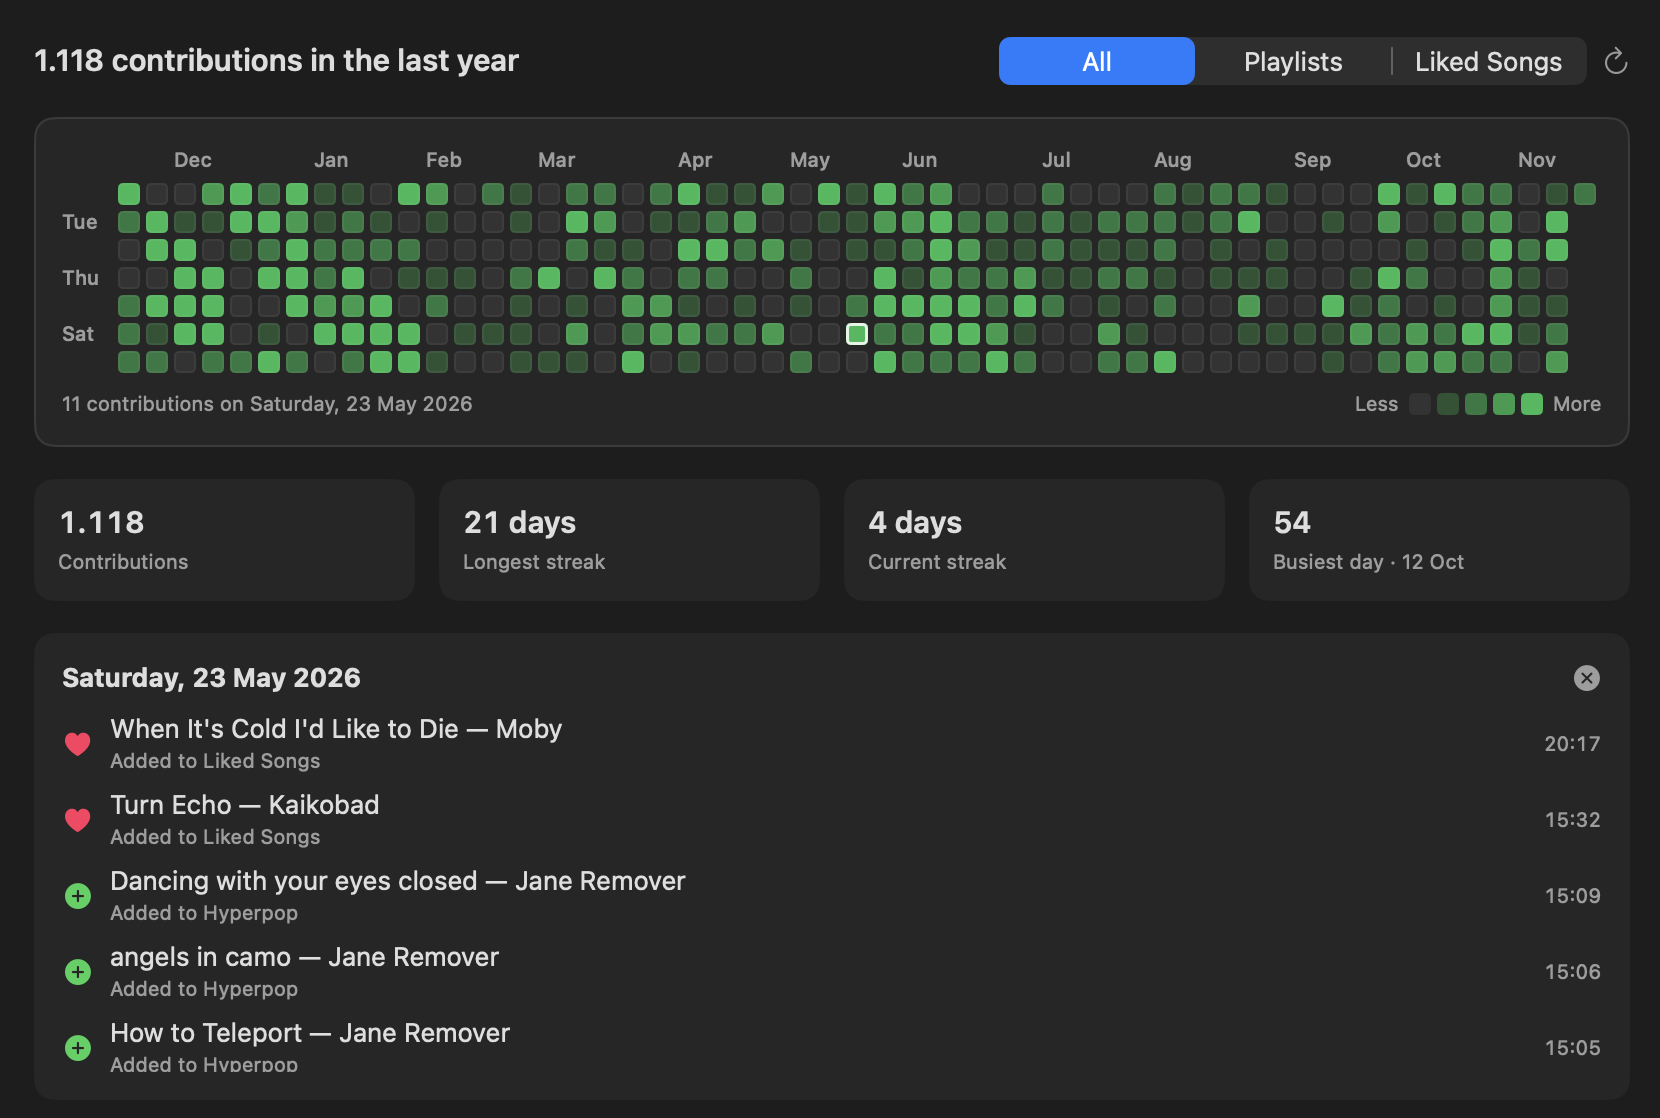 1.118 contributions in the last year
All
Playlists
Liked Songs
Dec Jan Feb Mar Apr May Jun Jul Aug Sep Oct Nov
Tue
Thu
Sat
11 contributions on Saturday, 23 May 2026
Less
More
1.118
Contributions
21 days
Longest streak
4 days
Current streak
54
Busiest day · 12 Oct
Saturday, 23 May 2026
When It's Cold I'd Like to Die — Moby
Added to Liked Songs
20:17
Turn Echo — Kaikobad
Added to Liked Songs
15:32
Dancing with your eyes closed — Jane Remover
Added to Hyperpop
15:09
angels in camo — Jane Remover
Added to Hyperpop
15:06
How to Teleport — Jane Remover
Added to Hyperpop
15:05